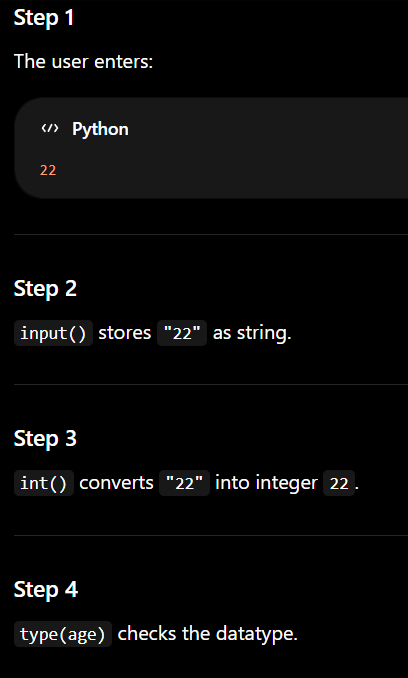 Step 1
The user enters:
</> Python
22
Step 2
input() stores "22" as string.
Step 3
int() converts "22" into integer 22.
Step 4
type(age) checks the datatype.